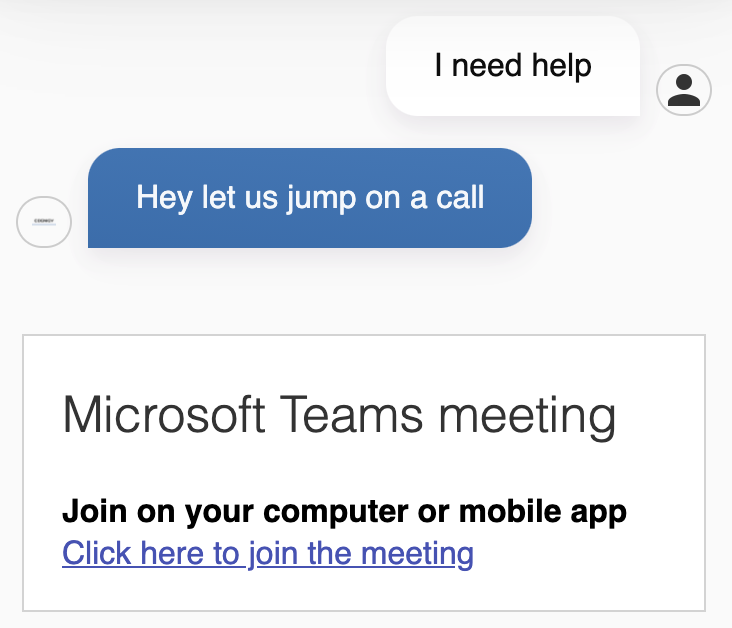 I need help
Hey let us jump on a call
Microsoft Teams meeting
Join on your computer or mobile app
Click here to join the meeting